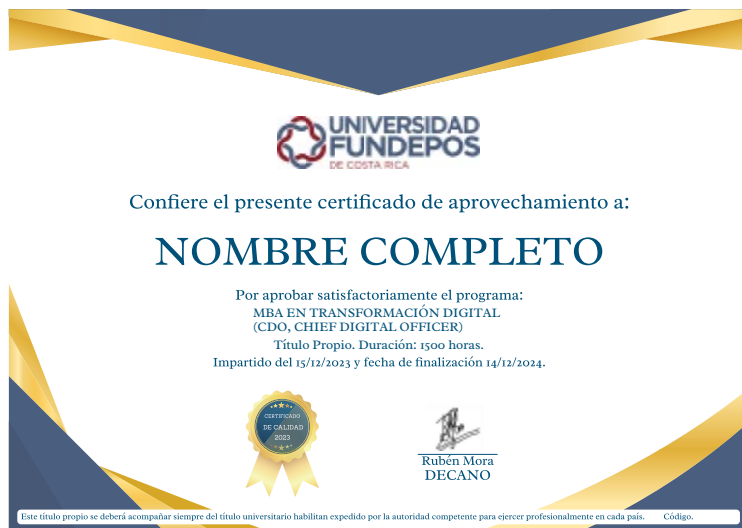 UNIVERSIDAD
FUNDEPOS
DE COSTA RICA
Confiere el presente certificado de aprovechamiento a:
NOMBRE COMPLETO
Por aprobar satisfactoriamente el programa:
MBA EN TRANSFORMACIÓN DIGITAL
(CDO, CHIEF DIGITAL OFFICER)
Título Propio. Duración: 1500 horas.
Impartido del 15/12/2023 y fecha de finalización 14/12/2024.
CERTIFICADO
DE CALIDAD
2023
Rubén Mora
DECANO
Este título propio se deberá acompañar siempre del título universitario habilitan expedido por la autoridad competente para ejercer profesionalmente en cada país. Código.